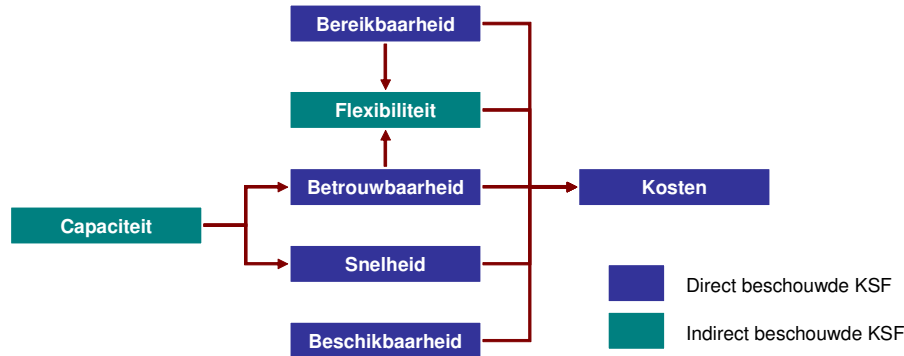 Bereikbaarheid
Flexibiliteit
Betrouwbaarheid
Kosten
Capaciteit
Snelheid
Direct beschouwde KSF
Beschikbaarheid
Indirect beschouwde KSF